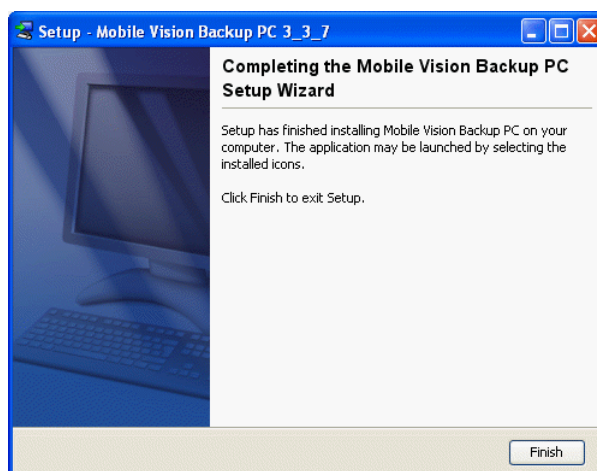 Setup - Mobile Vision Backup PC 3_3_7
Completing the Mobile Vision Backup PC
Setup Wizard
Setup has finished installing Mobile Vision Backup PC on your
computer. The application may be launched by selecting the
installed icons.
Click Finish to exit Setup.
Finish